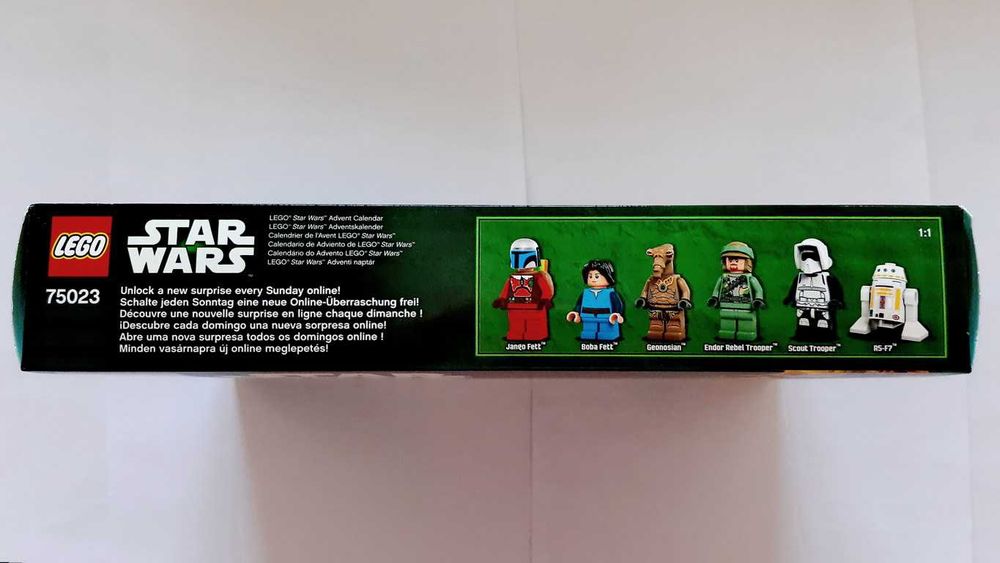 LEGO
STAR
WARS™
75023
LEGO® Star Wars™ Advent Calendar
LEGO® Star Wars™ Adventskalender
Calendrier de l'Avent LEGO® Star Wars™
Calendario de Adviento de LEGO® Star Wars™
Calendário do Advento LEGO® Star Wars™
LEGO® Star Wars™ Adventi naptár
Unlock a new surprise every Sunday online!
Schalte jeden Sonntag eine neue Online-Überraschung frei!
Découvre une nouvelle surprise en ligne chaque dimanche !
¡Descubre cada domingo una nueva sorpresa online!
Abre uma nova surpresa todos os domingos online !
Minden vasárnapra új online meglepetés!
1:1
Jango Fett™ Boba Fett™ Geonosian™ Endor Rebel Trooper™ Scout Trooper™ R5-F7™